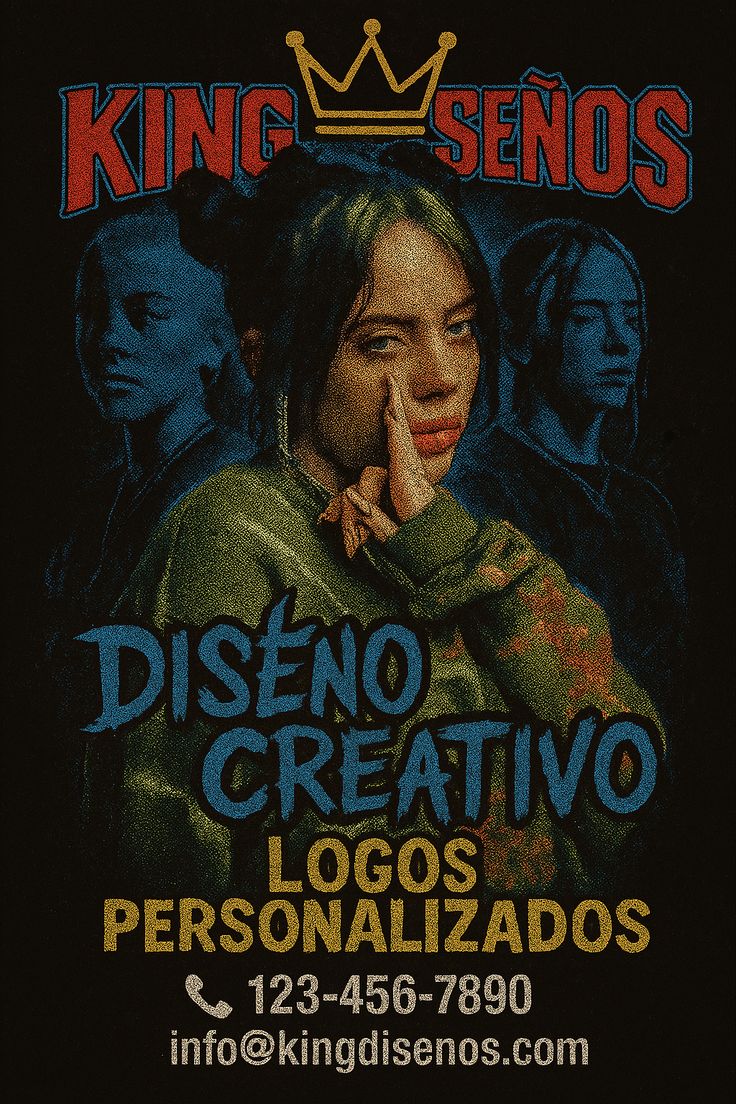 KING SEÑOS
DISÉNO
CREATIVO
LOGOS
PERSONALIZADOS
123-456-7890
info@kingdisenos.com